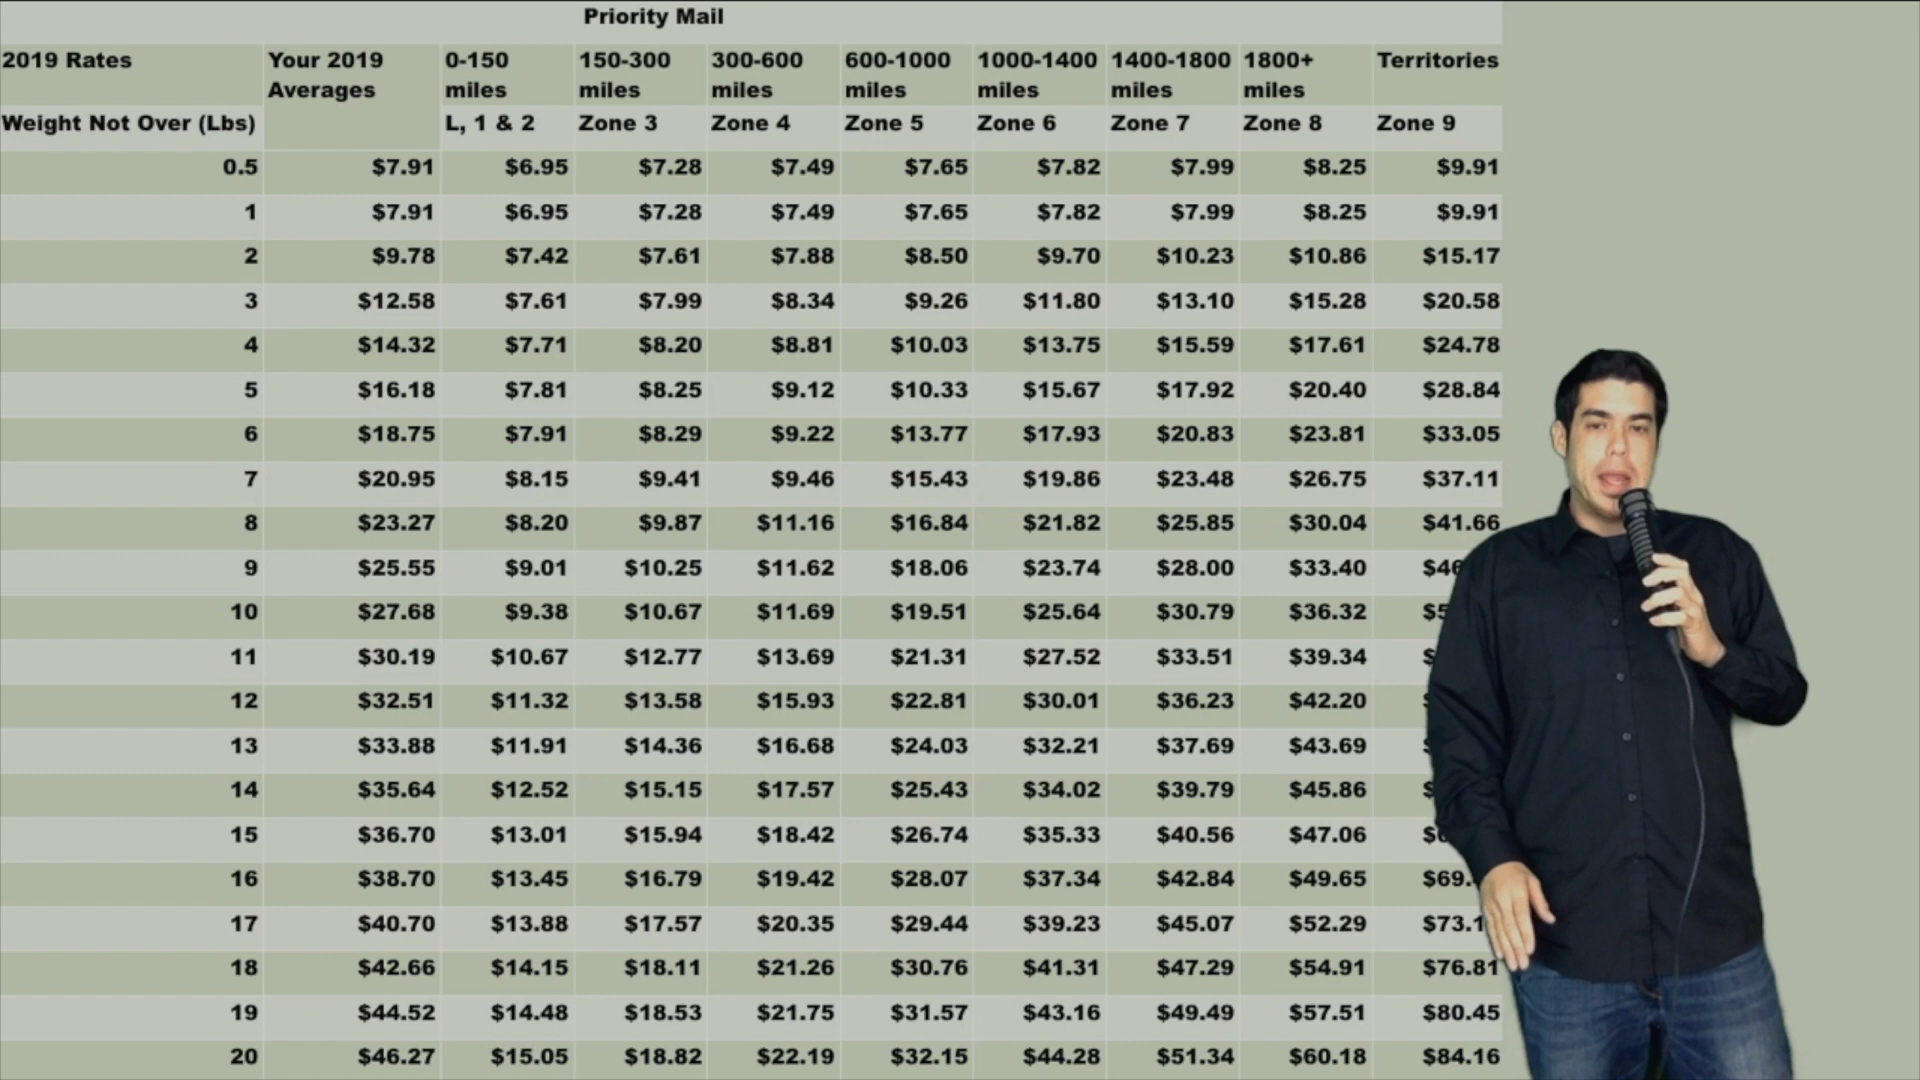 Priority Mail
2019 Rates Your 2019 Averages 0-150 miles 150-300 miles 300-600 miles 600-1000 miles 1000-1400 miles 1400-1800 miles 1800+ miles Territories
Weight Not Over (Lbs) L, 1 & 2 Zone 3 Zone 4 Zone 5 Zone 6 Zone 7 Zone 8 Zone 9
0.5 $7.91 $6.95 $7.28 $7.49 $7.65 $7.82 $7.99 $8.25 $9.91
1 $7.91 $6.95 $7.28 $7.49 $7.65 $7.82 $7.99 $8.25 $9.91
2 $9.78 $7.42 $7.61 $7.88 $8.50 $9.70 $10.23 $10.86 $15.17
3 $12.58 $7.61 $7.99 $8.34 $9.26 $11.80 $13.10 $15.28 $20.58
4 $14.32 $7.71 $8.20 $8.81 $10.03 $13.75 $15.59 $17.61 $24.78
5 $16.18 $7.81 $8.25 $9.12 $10.33 $15.67 $17.92 $20.40 $28.84
6 $18.75 $7.91 $8.29 $9.22 $13.77 $17.93 $20.83 $23.81 $33.05
7 $20.95 $8.15 $9.41 $9.46 $15.43 $19.86 $23.48 $26.75 $37.11
8 $23.27 $8.20 $9.87 $11.16 $16.84 $21.82 $25.85 $30.04 $41.66
9 $25.55 $9.01 $10.25 $11.62 $18.06 $23.74 $28.00 $33.40
10 $27.68 $9.38 $10.67 $11.69 $19.51 $25.64 $30.79 $36.32
11 $30.19 $10.67 $12.77 $13.69 $21.31 $27.52 $33.51 $39.34
12 $32.51 $11.32 $13.58 $15.93 $22.81 $30.01 $36.23 $42.20
13 $33.88 $11.91 $14.36 $16.68 $24.03 $32.21 $37.69 $43.69
14 $35.64 $12.52 $15.15 $17.57 $25.43 $34.02 $39.79 $45.86
15 $36.70 $13.01 $15.94 $18.42 $26.74 $35.33 $40.56 $47.06
16 $38.70 $13.45 $16.79 $19.42 $28.07 $37.34 $42.84 $49.65
17 $40.70 $13.88 $17.57 $20.35 $29.44 $39.23 $45.07 $52.29
18 $42.66 $14.15 $18.11 $21.26 $30.76 $41.31 $47.29 $54.91 $76.81
19 $44.52 $14.48 $18.53 $21.75 $31.57 $43.16 $49.49 $57.51 $80.45
20 $46.27 $15.05 $18.82 $22.19 $32.15 $44.28 $51.34 $60.18 $84.16